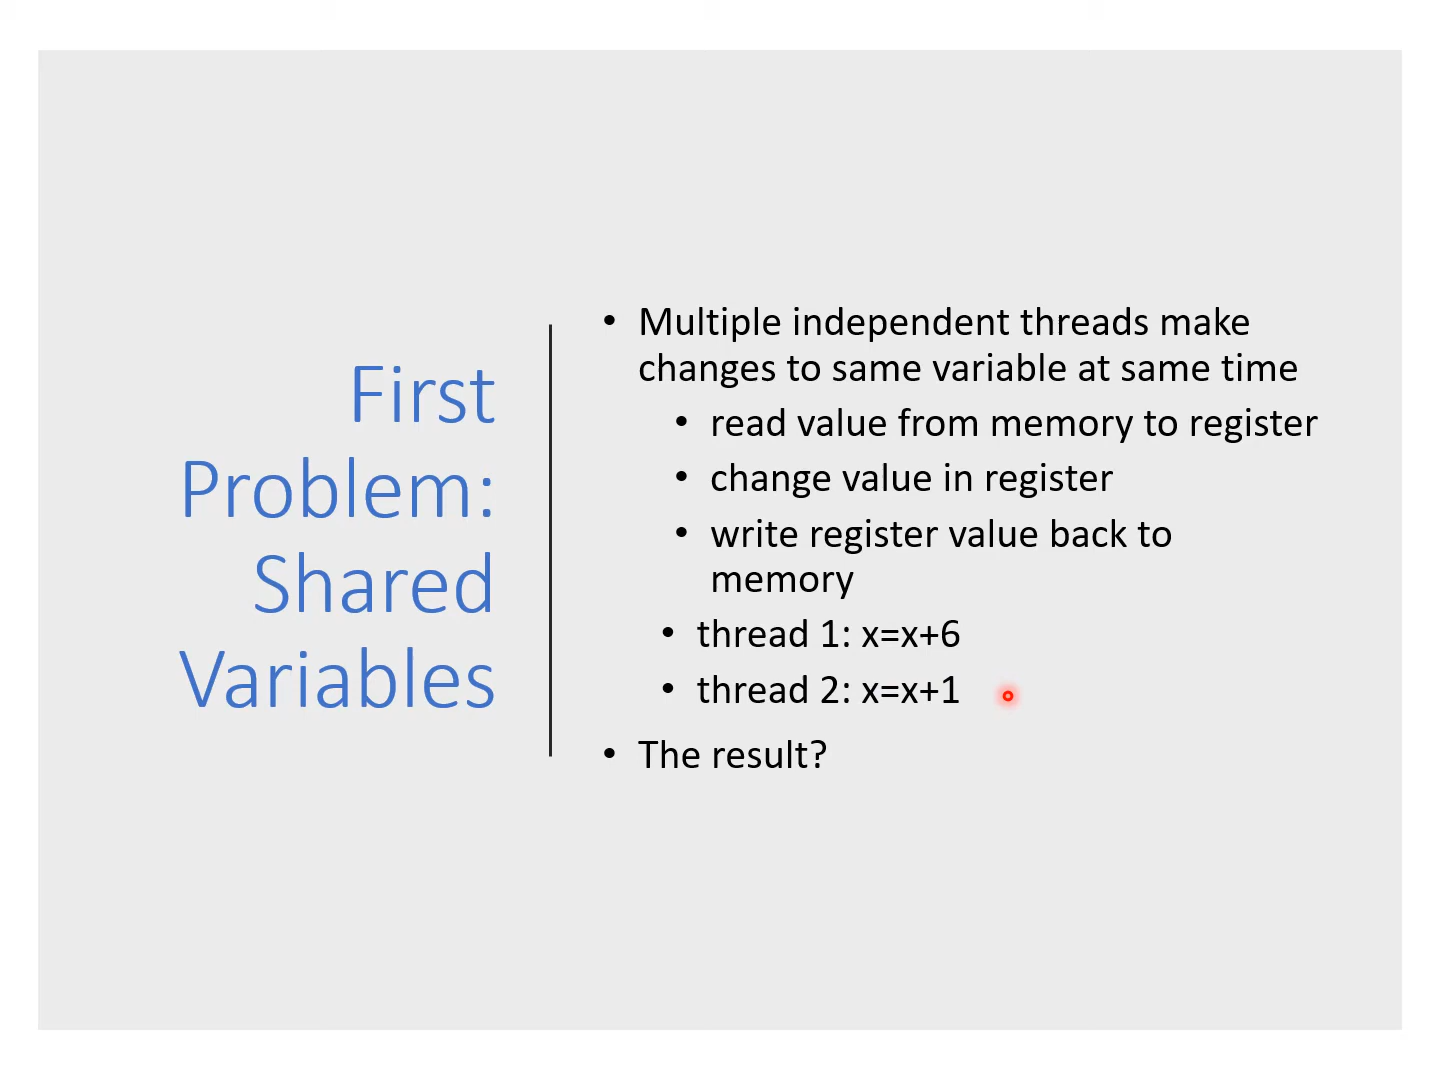 First
Problem:
Shared
Variables
• Multiple independent threads make
changes to same variable at same time
• read value from memory to register
• change value in register
• write register value back to
memory
• thread 1: x=x+6
• thread 2: x=x+1
• The result?